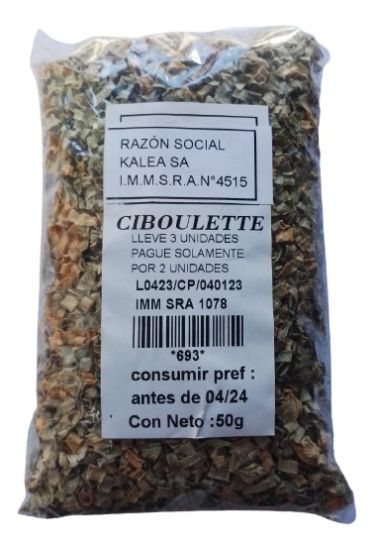 RAZÓN SOCIAL
KALEA SA
I.M.M.S.R.A.N°4515
CIBOULETTE
LLEVE 3 UNIDADES
PAGUE SOLAMENTE
POR 2 UNIDADES
L0423/CP/040123
IMM SRA 1078
*693*
consumir pref :
antes de 04/24
Con Neto :50g